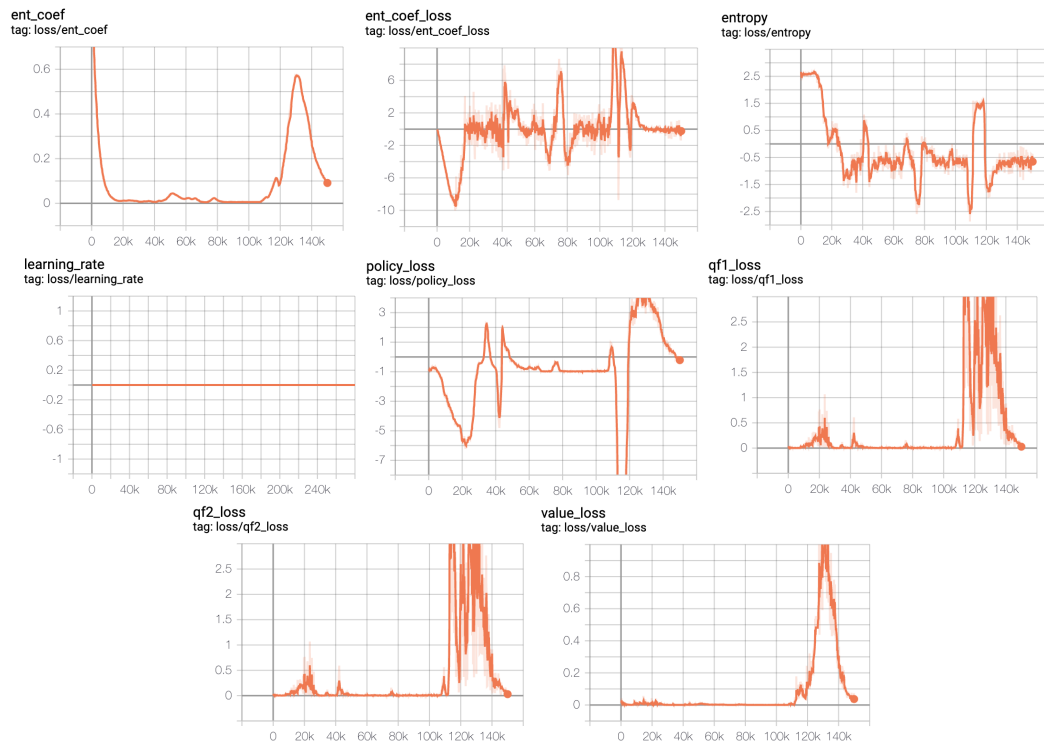 ent_coef
tag: loss/ent_coef
0.6
0.4
0.2
0
0 20k 40k 60k 80k 100k 120k 140k
ent_coef_loss
tag: loss/ent_coef_loss
6
2
-2
-6
-10
0 20k 40k 60k 80k 100k 120k 140k
entropy
tag: loss/entropy
2.5
1.5
0.5
-0.5
-1.5
-2.5
0 20k 40k 60k 80k 100k 120k 140k
learning_rate
tag: loss/learning_rate
1
0.6
0.2
-0.2
-0.6
-1
0 40k 80k 120k 160k 200k 240k
policy_loss
tag: loss/policy_loss
3
1
-1
-3
-5
-7
0 20k 40k 60k 80k 100k 120k 140k
qf1_loss
tag: loss/qf1_loss
2.5
2
1.5
1
0.5
0
0 20k 40k 60k 80k 100k 120k 140k
qf2_loss
tag: loss/qf2_loss
2.5
2
1.5
1
0.5
0
0 20k 40k 60k 80k 100k 120k 140k
value_loss
tag: loss/value_loss
0.8
0.6
0.4
0.2
0
0 20k 40k 60k 80k 100k 120k 140k